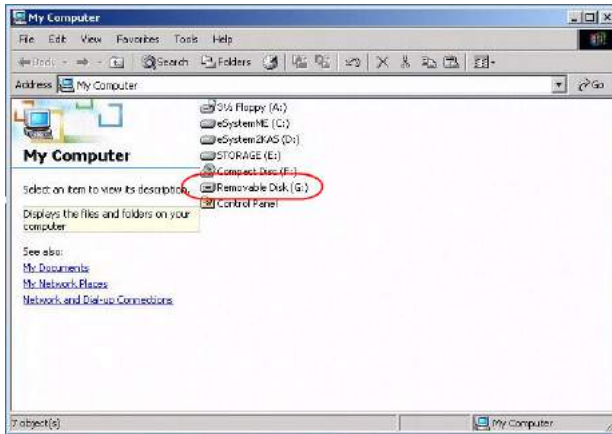 My Computer
File Edit View Favorites Tools Help
Back Search Folders
Address My Computer Go
3½ Floppy (A:)
eSystemME (C:)
eSystem2KAS (D:)
STORAGE (E:)
Compact Disc (F:)
Removable Disk (G:)
Control Panel
My Computer
Select an item to view its description.
Displays the files and folders on your
computer
See also:
My Documents
My Network Places
Network and Dial-up Connections
7 object(s) My Computer